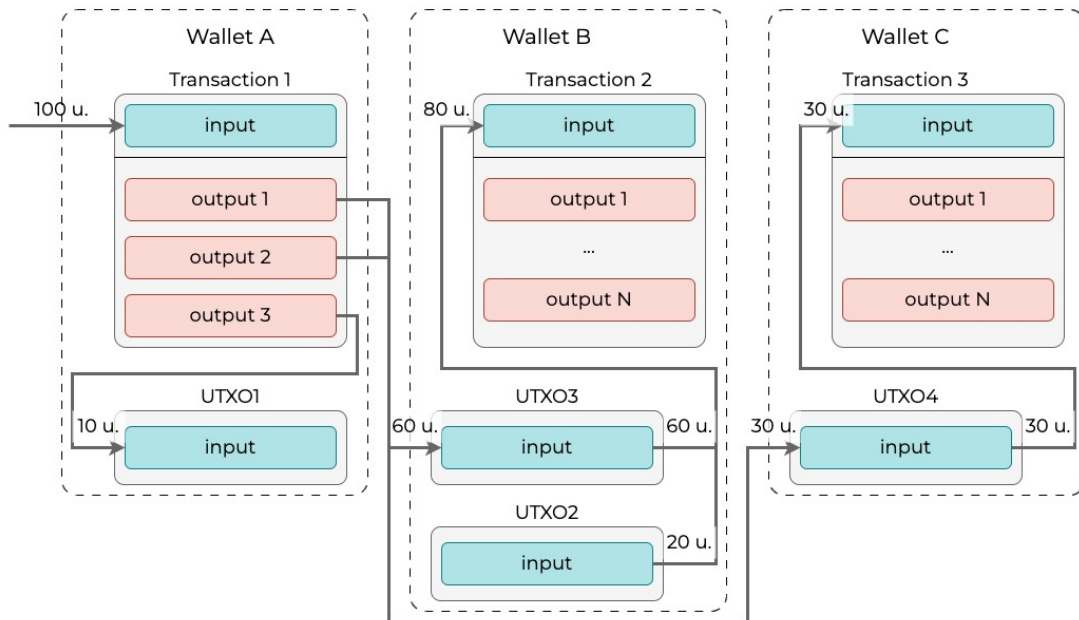 Wallet A
Transaction 1
100 u.
input
output 1
output 2
output 3
UTXO1
10 u.
input
Wallet B
Transaction 2
80 u.
input
output 1
...
output N
UTXO3
60 u.
input
60 u.
UTXO2
input
20 u.
Wallet C
Transaction 3
30 u.
input
output 1
...
output N
UTXO4
30 u.
input
30 u.